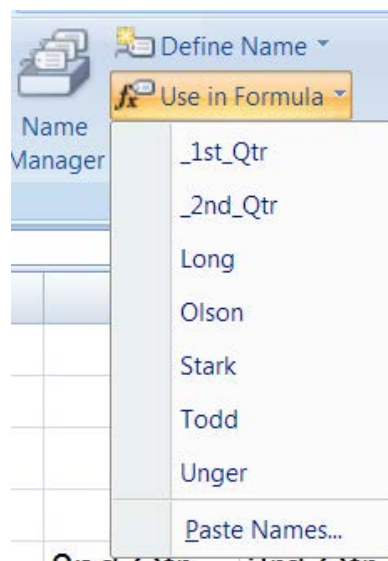 Define Name
Use in Formula
Name
Manager
_1st_Qtr
_2nd_Qtr
Long
Olson
Stark
Todd
Unger
Paste Names...